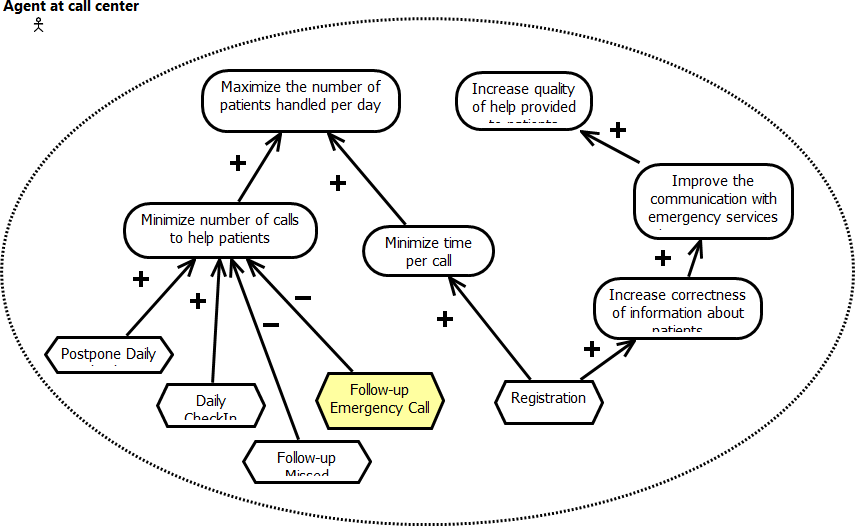 Agent at call center
Maximize the number of
patients handled per day
Increase quality
of help provided
to patients
+
+
+
Improve the
communication with
emergency services
Minimize number of calls
to help patients
Minimize time
per call
+
+
+
Increase correctness
of information about
patients
−
−
+
+
Postpone Daily
Daily
CheckIn
Follow-up
Emergency Call
Registration
Follow-up
Missed